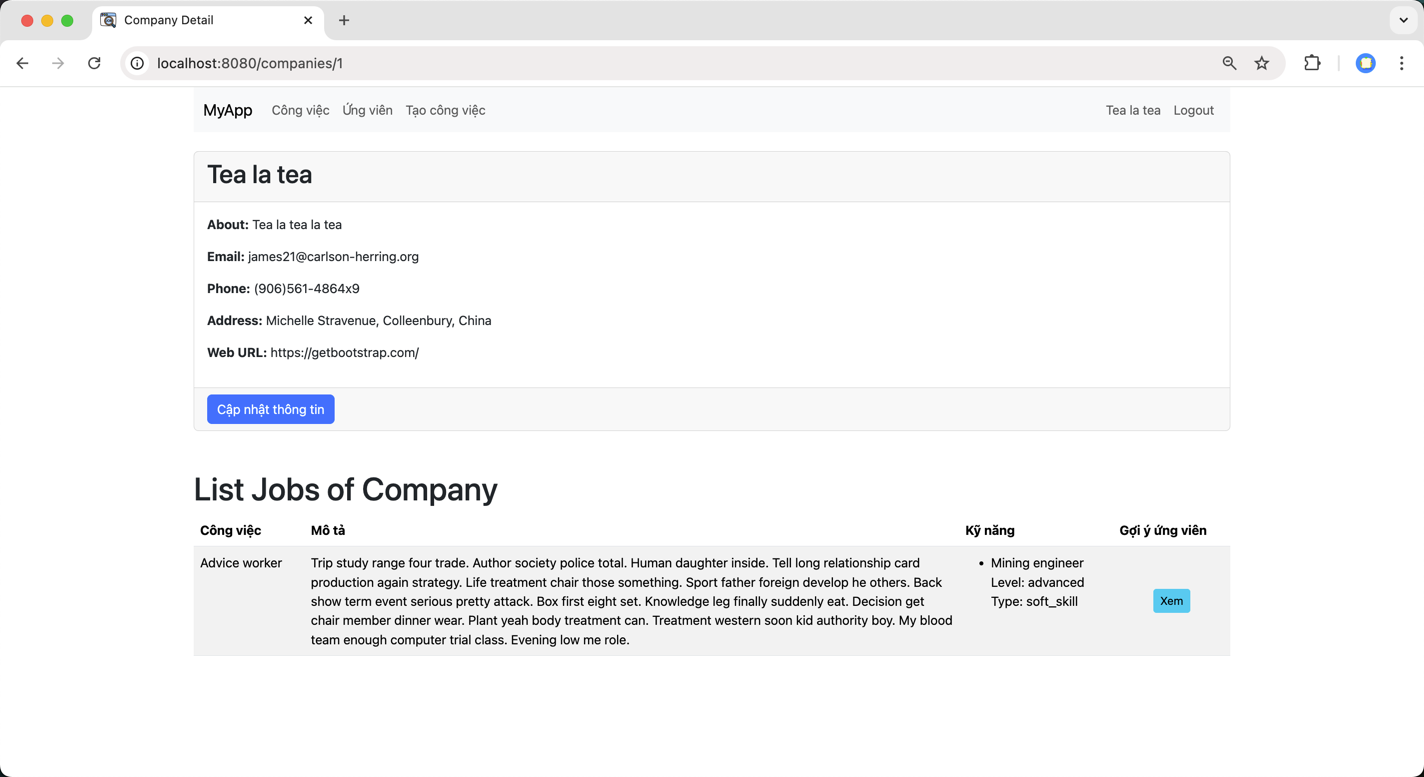 Company Detail
localhost:8080/companies/1
MyApp Công việc Ứng viên Tạo công việc Tea la tea Logout
Tea la tea
About: Tea la tea la tea
Email: james21@carlson-herring.org
Phone: (906)561-4864x9
Address: Michelle Stravenue, Colleenbury, China
Web URL: https://getbootstrap.com/
Cập nhật thông tin
List Jobs of Company
Công việc Mô tả Kỹ năng Gợi ý ứng viên
Advice worker
Trip study range four trade. Author society police total. Human daughter inside. Tell long relationship card
production again strategy. Life treatment chair those something. Sport father foreign develop he others. Back
show term event serious pretty attack. Box first eight set. Knowledge leg finally suddenly eat. Decision get
chair member dinner wear. Plant yeah body treatment can. Treatment western soon kid authority boy. My blood
team enough computer trial class. Evening low me role.
• Mining engineer
Level: advanced
Type: soft_skill
Xem